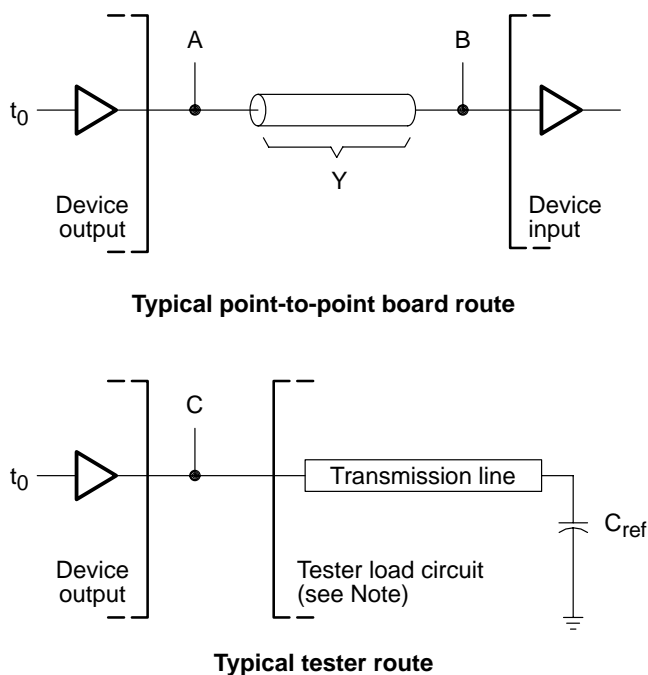 A
B
t0
Y
Device
output
Device
input
Typical point-to-point board route
C
t0
Transmission line
Cref
Device
output
Tester load circuit
(see Note)
Typical tester route